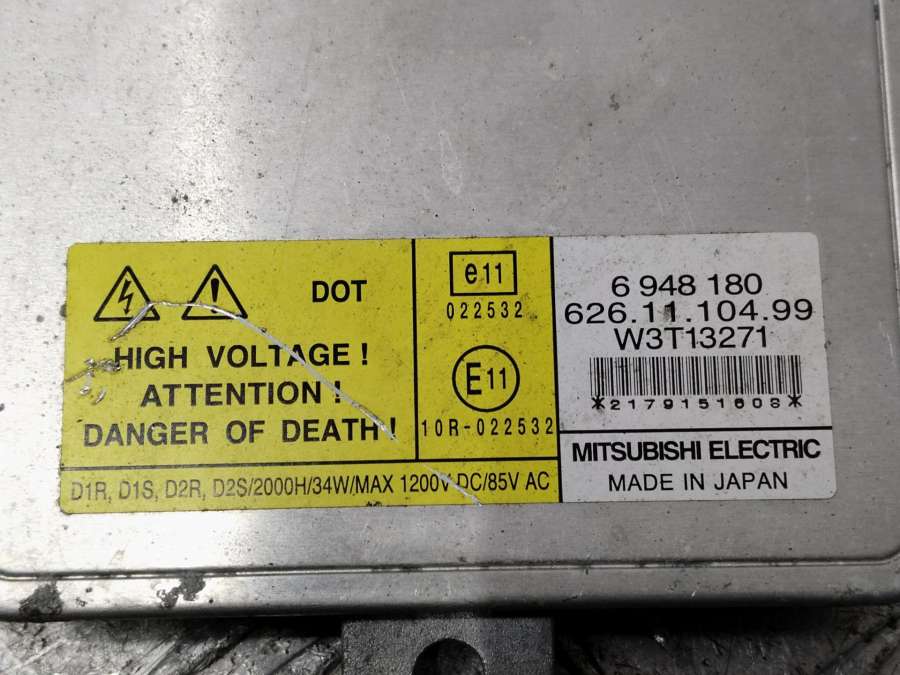 DOT
HIGH VOLTAGE !
ATTENTION !
DANGER OF DEATH !
D1R, D1S, D2R, D2S/2000H/34W/MAX 1200V DC/85V AC
e11
022532
E11
10R-022532
6 948 180
626.11.104.99
W3T13271
*217915160S*
MITSUBISHI ELECTRIC
MADE IN JAPAN